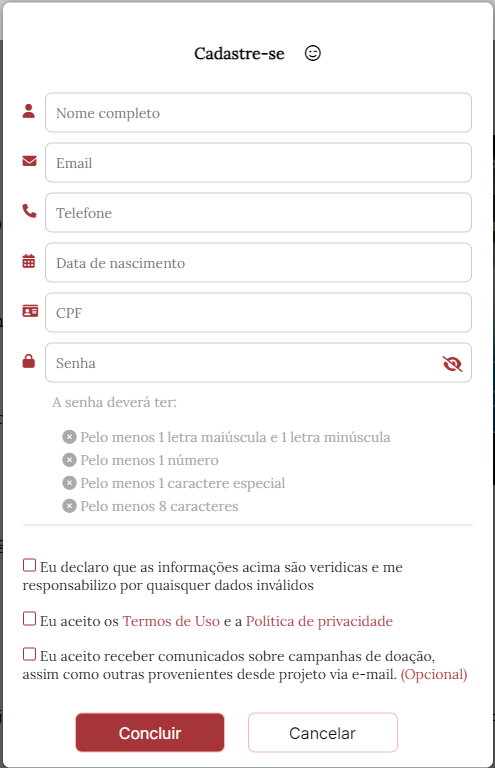 Cadastre-se
Nome completo
Email
Telefone
Data de nascimento
CPF
Senha
A senha deverá ter:
Pelo menos 1 letra maiúscula e 1 letra minúscula
Pelo menos 1 número
Pelo menos 1 caractere especial
Pelo menos 8 caracteres
Eu declaro que as informações acima são veridicas e me
responsabilizo por quaisquer dados inválidos
Eu aceito os Termos de Uso e a Política de privacidade
Eu aceito receber comunicados sobre campanhas de doação,
assim como outras provenientes desde projeto via e-mail. (Opcional)
Concluir
Cancelar